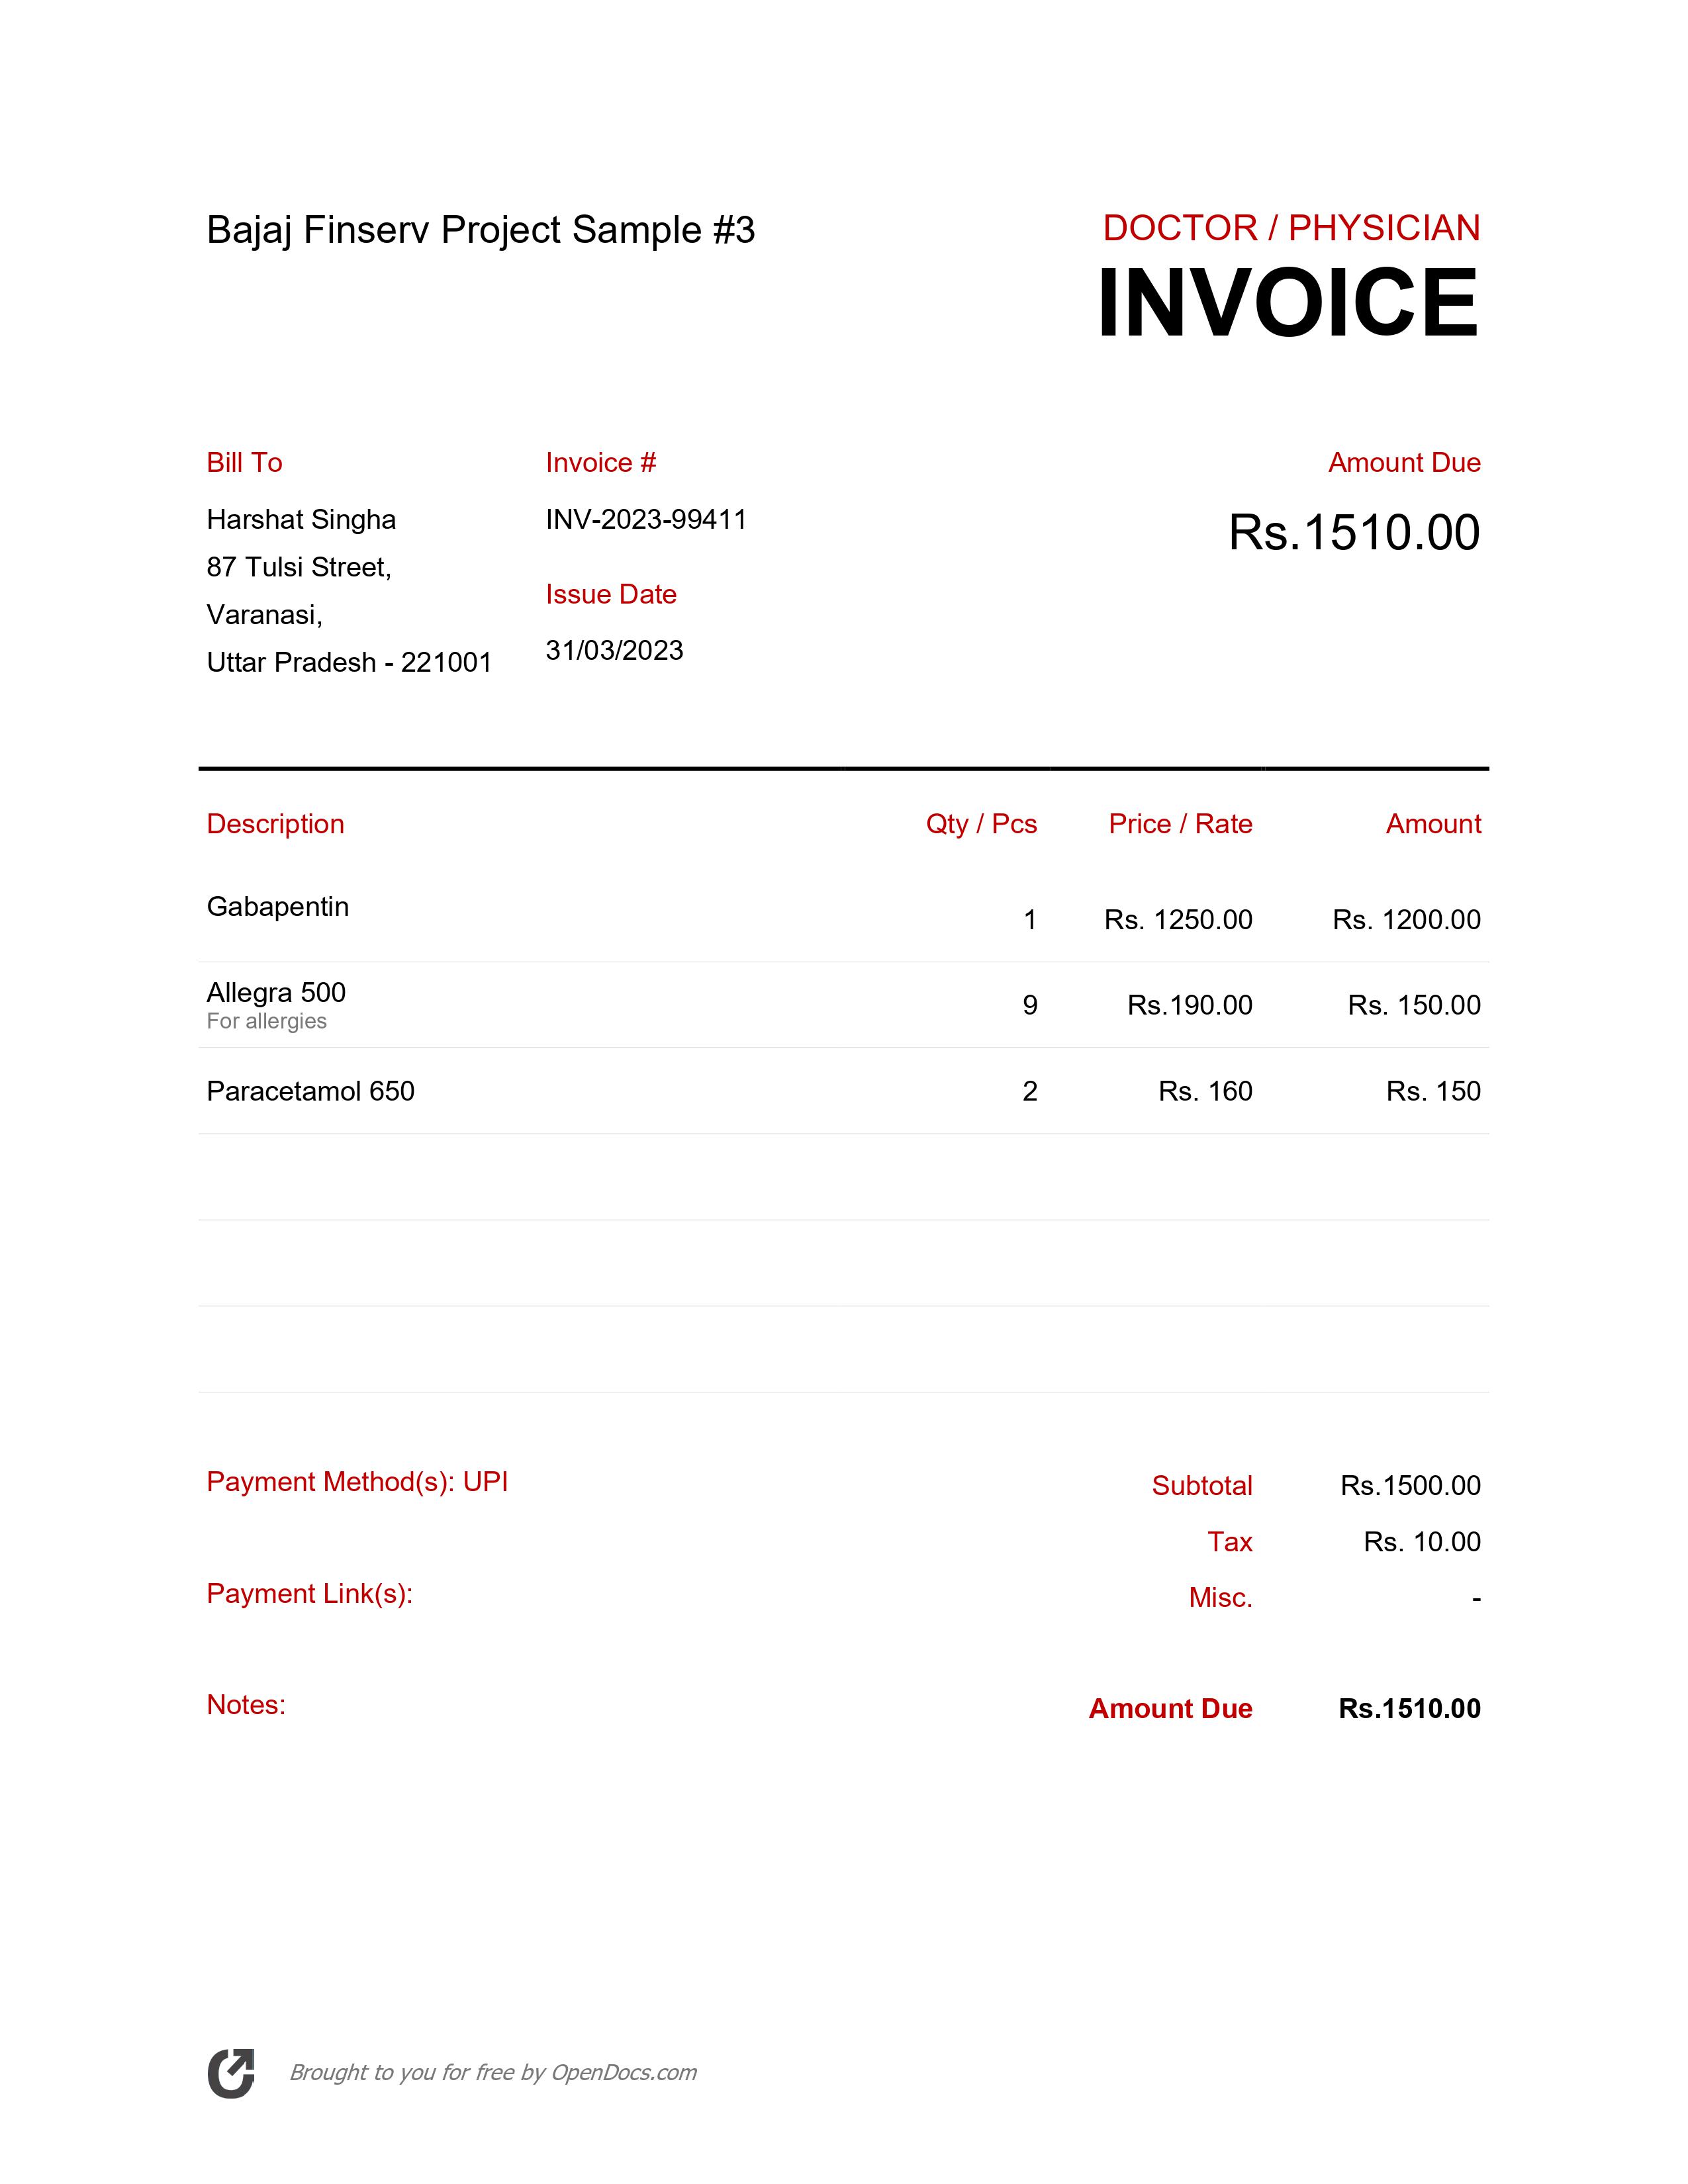 Bajaj Finserv Project Sample #3
DOCTOR / PHYSICIAN
INVOICE
Bill To
Harshat Singha
87 Tulsi Street,
Varanasi,
Uttar Pradesh - 221001
Invoice #
INV-2023-99411
Issue Date
31/03/2023
Amount Due
Rs.1510.00
Description Qty / Pcs Price / Rate Amount
Gabapentin 1 Rs. 1250.00 Rs. 1200.00
Allegra 500 9 Rs.190.00 Rs. 150.00
For allergies
Paracetamol 650 2 Rs. 160 Rs. 150
Payment Method(s): UPI
Payment Link(s):
Notes:
Subtotal Rs.1500.00
Tax Rs. 10.00
Misc. -
Amount Due Rs.1510.00
Brought to you for free by OpenDocs.com